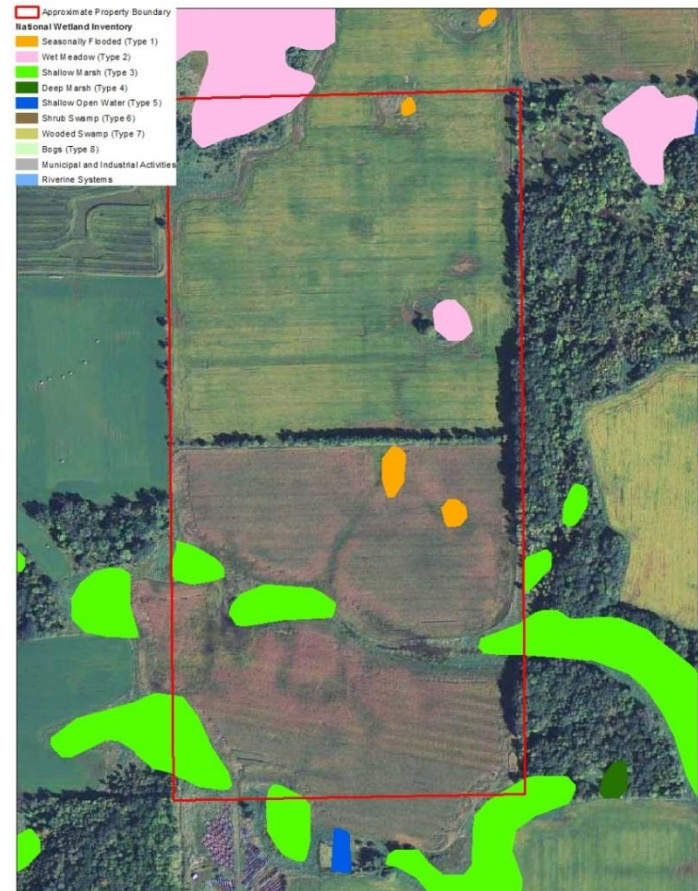 Approximate Property Boundary
National Wetland Inventory
Seasonally Flooded (Type 1)
Wet Meadow (Type 2)
Shallow Marsh (Type 3)
Deep Marsh (Type 4)
Shallow Open Water (Type 5)
Shrub Swamp (Type 6)
Wooded Swamp (Type 7)
Bogs (Type 8)
Municipal and Industrial Activities
Riverine Systems